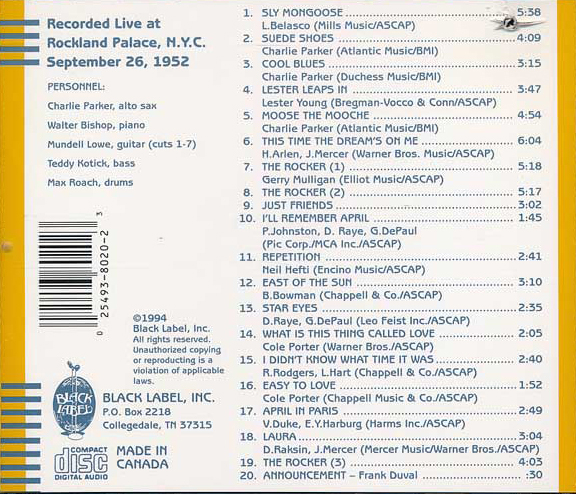 Recorded Live at
Rockland Palace, N.Y.C.
September 26, 1952
PERSONNEL:
Charlie Parker, alto sax
Walter Bishop, piano
Mundell Lowe, guitar (cuts 1-7)
Teddy Kotick, bass
Max Roach, drums
3
0 25493-8020-2
©1994
Black Label, Inc.
All rights reserved.
Unauthorized copying
or reproducting is a
violation of applicable
laws.
BLACK
LABEL
BLACK LABEL, INC.
P.O. Box 2218
Collegedale, TN 37315
COMPACT
disc
DIGITAL AUDIO
MADE IN
CANADA
1. SLY MONGOOSE 5:38
L.Belasco (Mills Music/ASCAP)
2. SUEDE SHOES 4:09
Charlie Parker (Atlantic Music/BMI)
3. COOL BLUES 3:15
Charlie Parker (Duchess Music/BMI)
4. LESTER LEAPS IN 3:47
Lester Young (Bregman-Vocco & Conn/ASCAP)
5. MOOSE THE MOOCHE 4:54
Charlie Parker (Atlantic Music/BMI)
6. THIS TIME THE DREAM'S ON ME 6:04
H.Arlen, J.Mercer (Warner Bros. Music/ASCAP)
7. THE ROCKER (1) 5:18
Gerry Mulligan (Elliot Music/ASCAP)
8. THE ROCKER (2) 5:17
9. JUST FRIENDS 3:02
10. I'LL REMEMBER APRIL 1:45
P.Johnston, D. Raye, G.DePaul
(Pic Corp./MCA Inc./ASCAP)
11. REPETITION 2:41
Neil Hefti (Encino Music/ASCAP)
12. EAST OF THE SUN 3:10
B.Bowman (Chappell & Co./ASCAP)
13. STAR EYES 2:35
D.Raye, G.DePaul (Leo Feist Inc./ASCAP)
14. WHAT IS THIS THING CALLED LOVE 2:05
Cole Porter (Warner Bros./ASCAP)
15. I DIDN'T KNOW WHAT TIME IT WAS 2:40
R.Rodgers, L.Hart (Chappell & Co./ASCAP)
16. EASY TO LOVE 1:52
Cole Porter (Chappell Music & Co./ASCAP)
17. APRIL IN PARIS 2:49
V.Duke, E.Y.Harburg (Harms Inc./ASCAP)
18. LAURA 3:04
D.Raksin, J.Mercer (Mercer Music/Warner Bros./ASCAP)
19. THE ROCKER (3) 4:03
20. ANNOUNCEMENT – Frank Duval :30